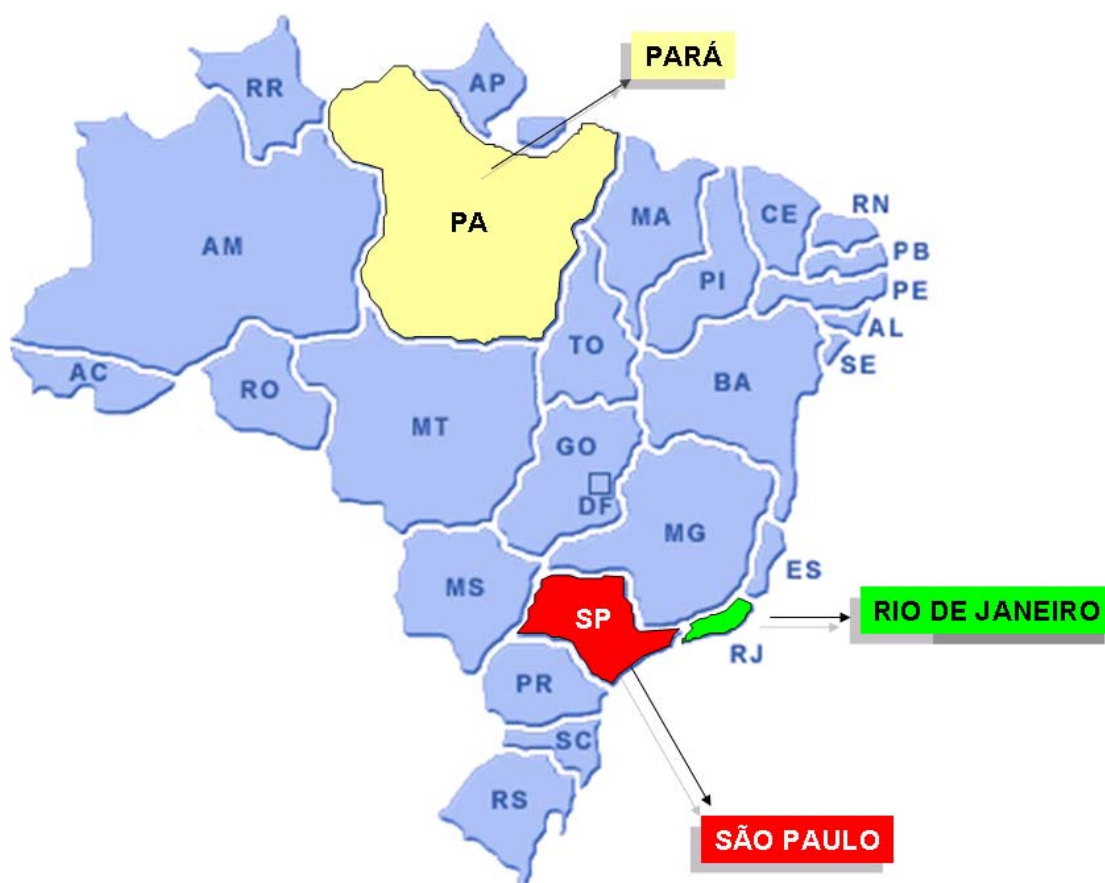 PARÁ
RR
AP
PA
MA
CE
RN
AM
PI
PB
PE
AL
TO
SE
AC
RO
BA
MT
GO
DF
MG
ES
MS
SP
RIO DE JANEIRO
RJ
PR
SC
RS
SÃO PAULO